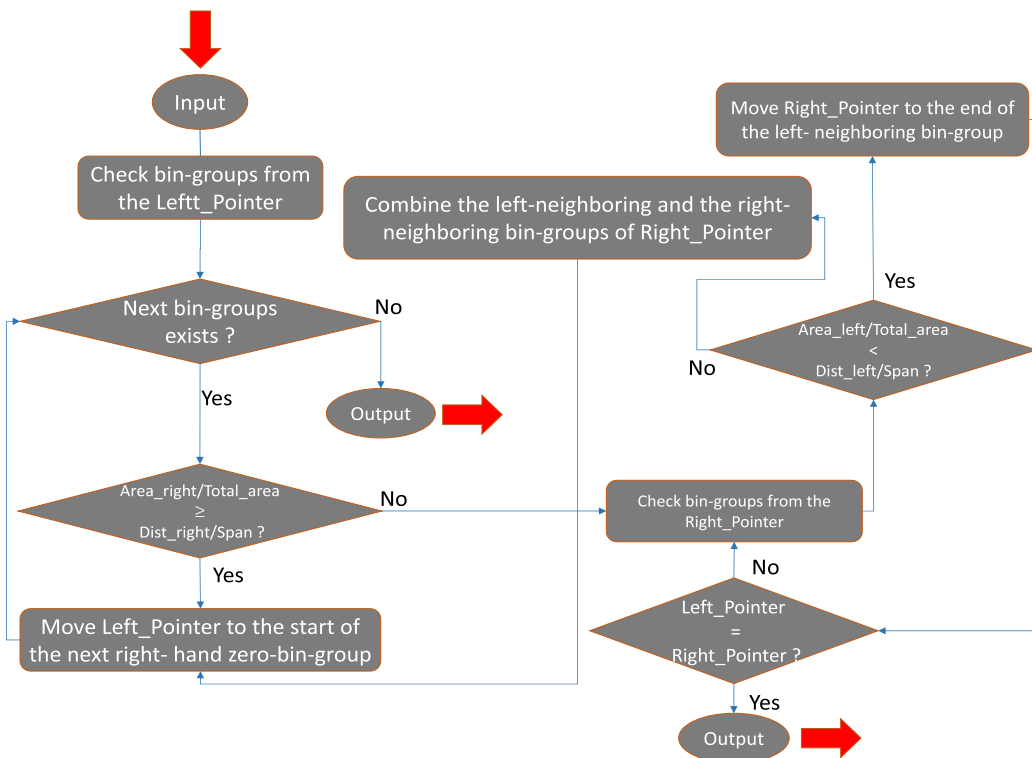 Input
Check bin-groups from
the Leftt_Pointer
Next bin-groups
exists ?
No
Output
Yes
Area_right/Total_area
≥
Dist_right/Span ?
No
Yes
Move Left_Pointer to the start of
the next right- hand zero-bin-group
Combine the left-neighboring and the right-
neighboring bin-groups of Right_Pointer
Move Right_Pointer to the end of
the left- neighboring bin-group
Yes
Area_left/Total_area
<
Dist_left/Span ?
No
Check bin-groups from the
Right_Pointer
No
Left_Pointer
=
Right_Pointer ?
Yes
Output